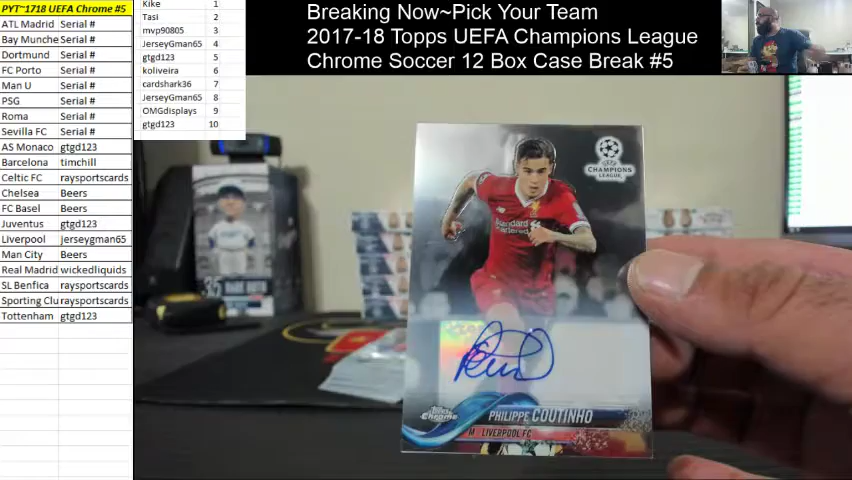 PYT~1718 UEFA Chrome #5
ATL Madrid Serial #
Bay Munche Serial #
Dortmund Serial #
FC Porto Serial #
Man U Serial #
PSG Serial #
Roma Serial #
Sevilla FC Serial #
AS Monaco gtgd123
Barcelona timchill
Celtic FC raysportscards
Chelsea Beers
FC Basel Beers
Juventus gtgd123
Liverpool jerseygman65
Man City Beers
Real Madrid wickedliquids
SL Benfica raysportscards
Sporting Clu raysportscards
Tottenham gtgd123
Kike 1
Tasi 2
mvp90805 3
JerseyGman65 4
gtgd123 5
koliveira 6
cardshark36 7
JerseyGman65 8
OMGdisplays 9
gtgd123 10
Breaking Now~Pick Your Team
2017-18 Topps UEFA Champions League
Chrome Soccer 12 Box Case Break #5
CHAMPIONS
LEAGUE
Standard
Chartered
Topps
Chrome
PHILIPPE COUTINHO
M LIVERPOOL FC
35